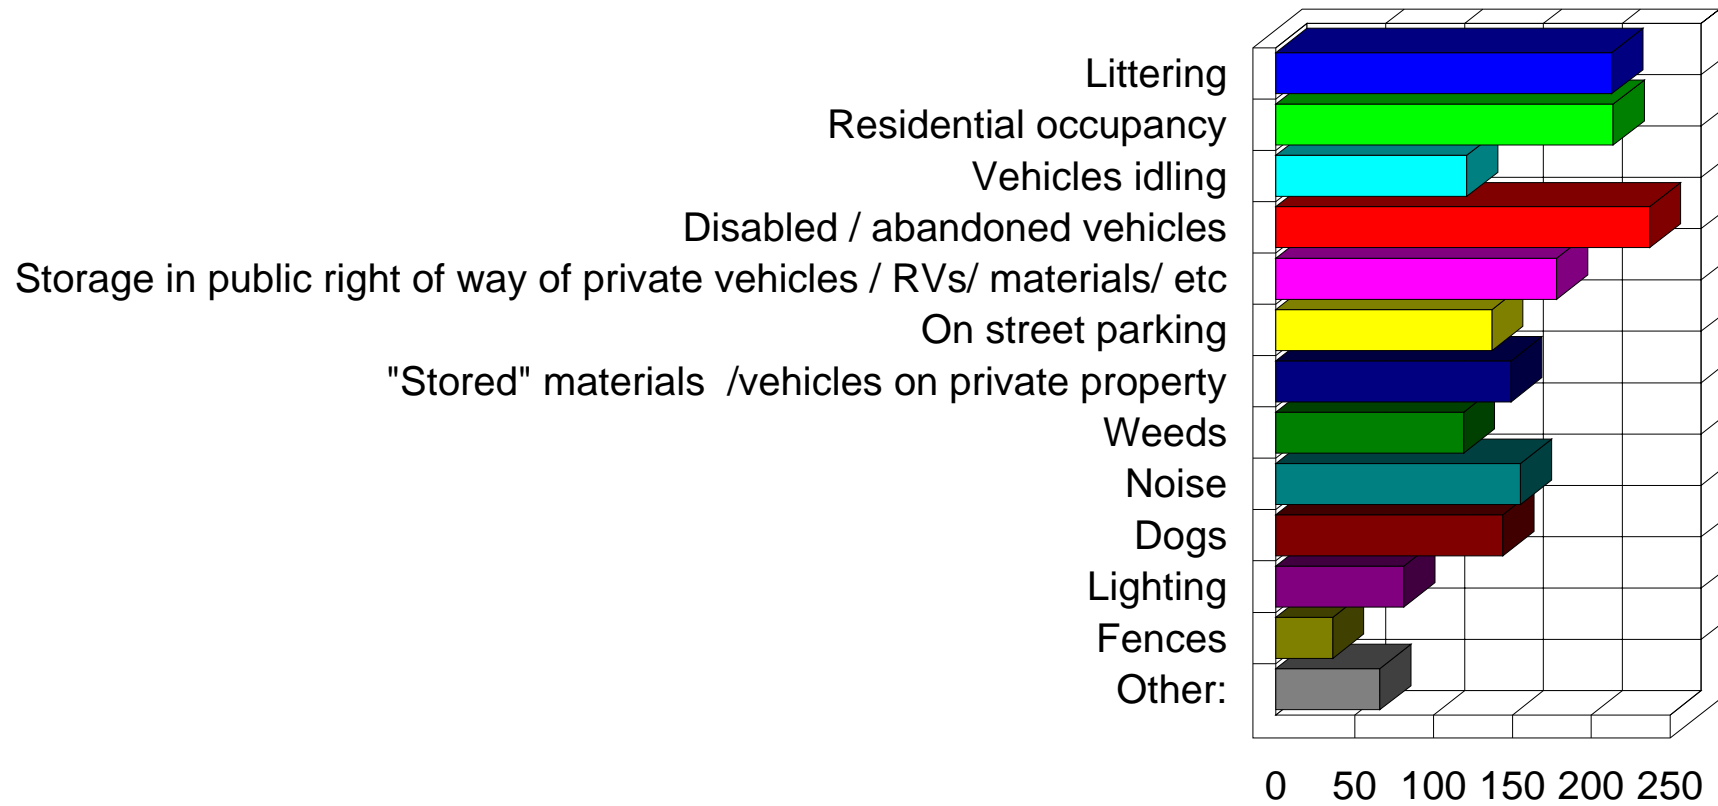 Littering
Residential occupancy
Vehicles idling
Disabled / abandoned vehicles
Storage in public right of way of private vehicles / RVs/ materials/ etc
On street parking
"Stored" materials  /vehicles on private property
Weeds
Noise
Dogs
Lighting
Fences
Other:
0 50 100 150 200 250